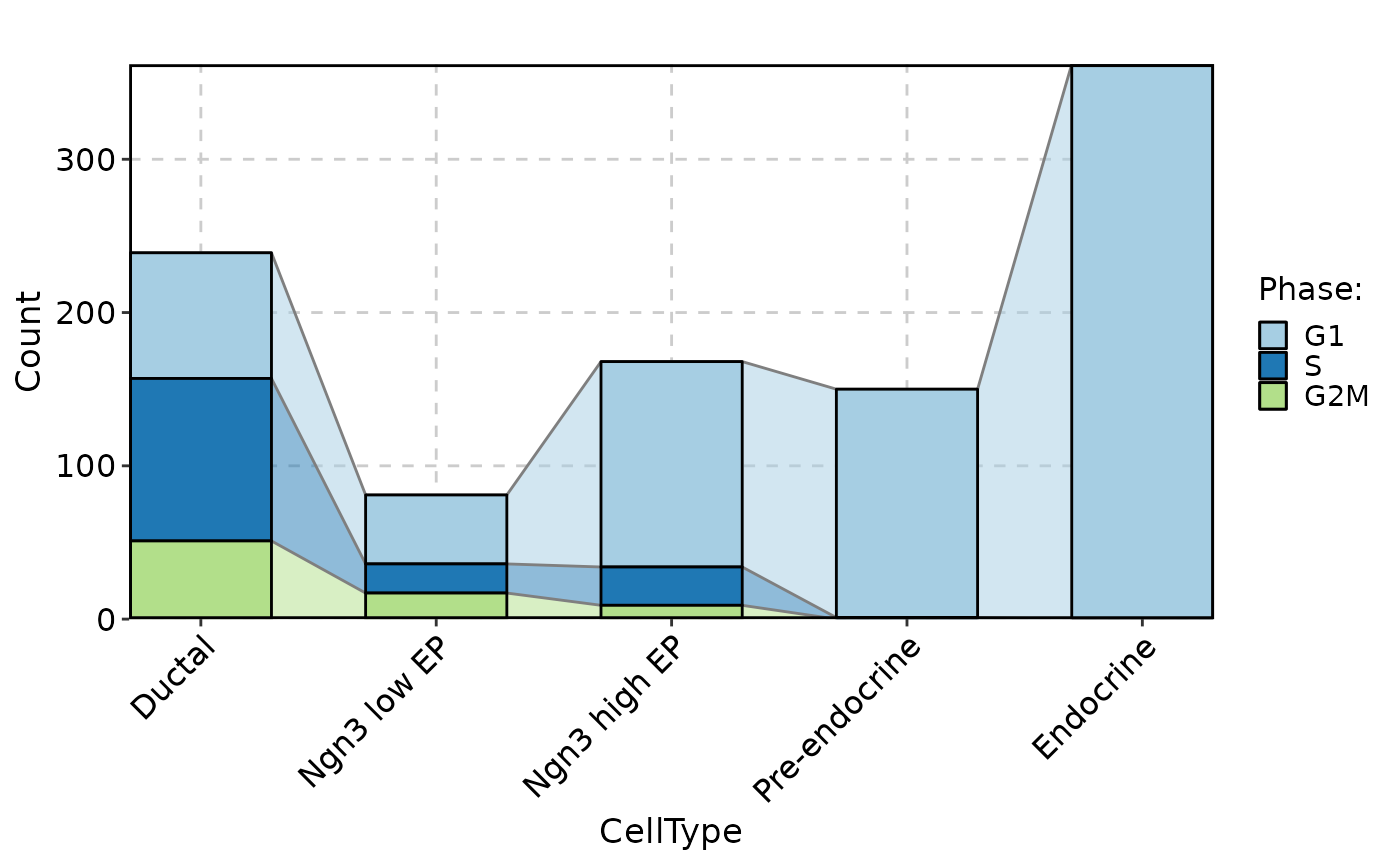 Count
300
200
100
0
Ductal
Ngn3 low EP
Ngn3 high EP
Pre-endocrine
Endocrine
CellType
Phase:
G1
S
G2M